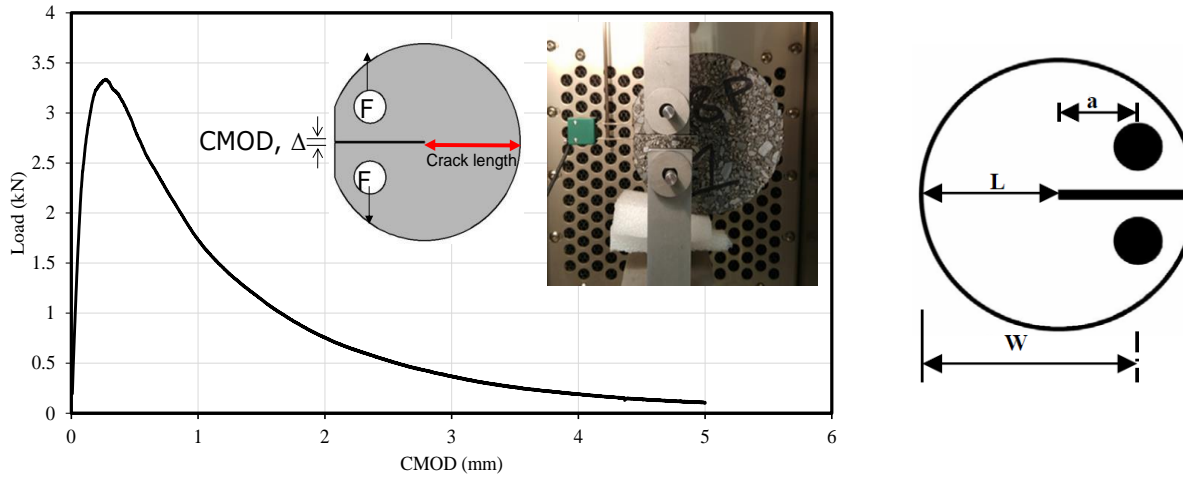 4
3.5
3
2.5
2
1.5
1
0.5
0
Load (kN)
0 1 2 3 4 5 6
CMOD (mm)
F
CMOD, Δ
Crack length
F
a
L
W